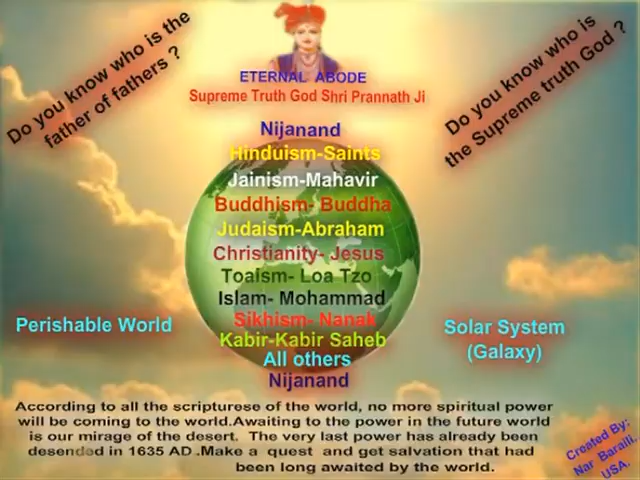 Do you know who is the
father of fathers ?
Do you know who is
the Supreme truth God ?
ETERNAL ABODE
Supreme Truth God Shri Prannath Ji
Nijanand
Hinduism-Saints
Jainism-Mahavir
Buddhism- Buddha
Judaism-Abraham
Christianity- Jesus
Toaism- Loa Tzo
Islam- Mohammad
Sikhism- Nanak
Kabir-Kabir Saheb
All others
Nijanand
Perishable World
Solar System
(Galaxy)
According to all the scripturese of the world, no more spiritual power
will be coming to the world.Awaiting to the power in the future world
is our mirage of the desert. The very last power has already been
desended in 1635 AD.Make a quest and get salvation that had
been long awaited by the world.
Created By:
Nar Baraili.
USA.